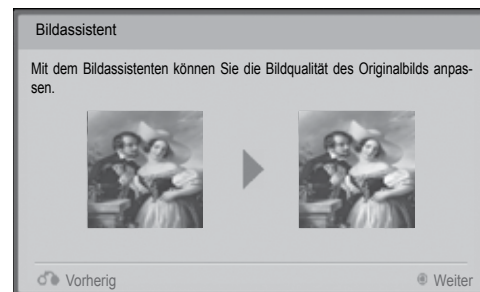 Bildassistent
Mit dem Bildassistenten können Sie die Bildqualität des Originalbilds anpas-
sen.
Vorherig
Weiter